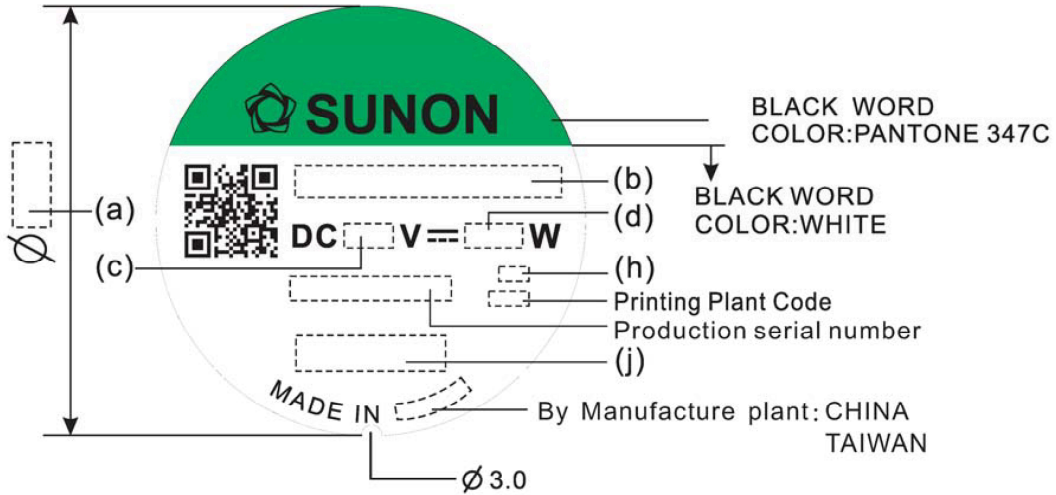 SUNON
BLACK WORD
COLOR:PANTONE 347C
(b)
BLACK WORD
COLOR:WHITE
(a)
Ø
(d)
DC V⎓ W
(c)
(h)
Printing Plant Code
Production serial number
(j)
MADE IN
By Manufacture plant: CHINA
TAIWAN
Ø3.0